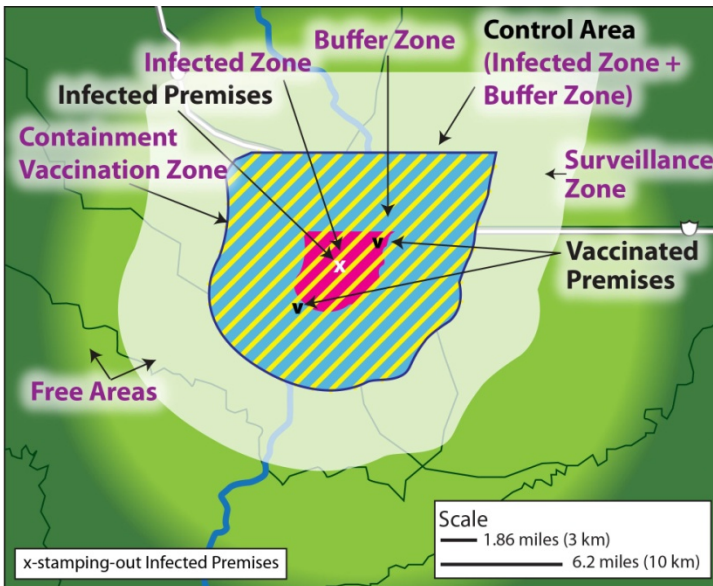 Buffer Zone
Control Area
(Infected Zone +
Buffer Zone)
Infected Zone
Infected Premises
Containment
Vaccination Zone
Surveillance
Zone
v
x
Vaccinated
Premises
v
Free Areas
Scale
1.86 miles (3 km)
6.2 miles (10 km)
x-stamping-out Infected Premises